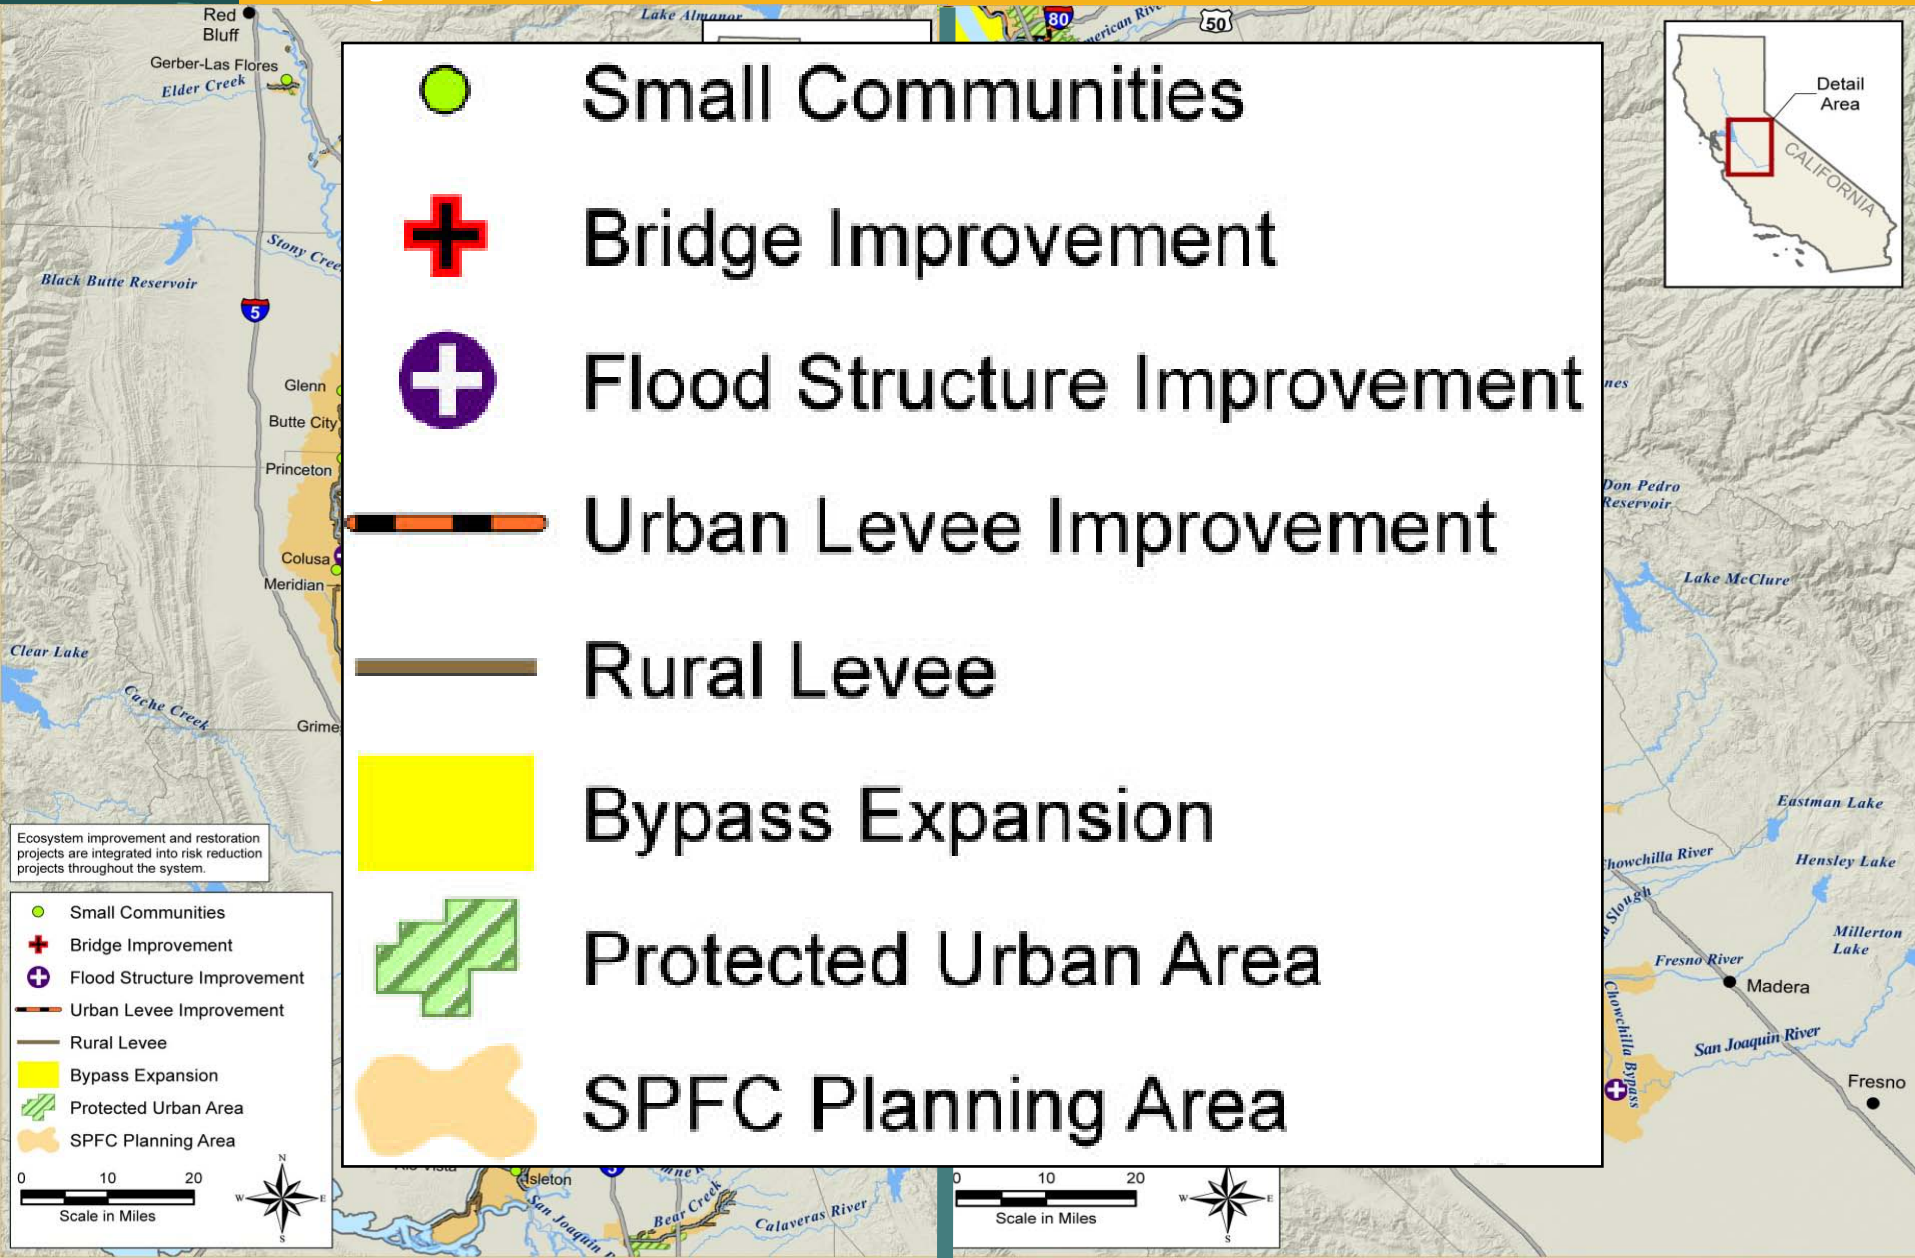 Red
Bluff
Gerber-Las Flores
Elder Creek
Black Butte Reservoir
5
Glenn
Butte City
Princeton
Colusa
Meridian
Clear Lake
Cache Creek
Ecosystem improvement and restoration
projects are integrated into risk reduction
projects throughout the system.
Small Communities
Bridge Improvement
Flood Structure Improvement
Urban Levee Improvement
Rural Levee
Bypass Expansion
Protected Urban Area
SPFC Planning Area
0 10 20
Scale in Miles
N
W E
S
Lake Almanor
80
50
Small Communities
Bridge Improvement
Flood Structure Improvement
Urban Levee Improvement
Rural Levee
Bypass Expansion
Protected Urban Area
SPFC Planning Area
Isleton
San Joaquin
Bear Creek
Calaveras River
0 10 20
Scale in Miles
W E
S
Detail
Area
CALIFORNIA
Don Pedro
Reservoir
Lake McClure
Eastman Lake
Chowchilla River
Hensley Lake
Slough
Millerton
Lake
Fresno River
Madera
Chowchilla Bypass
San Joaquin River
Fresno